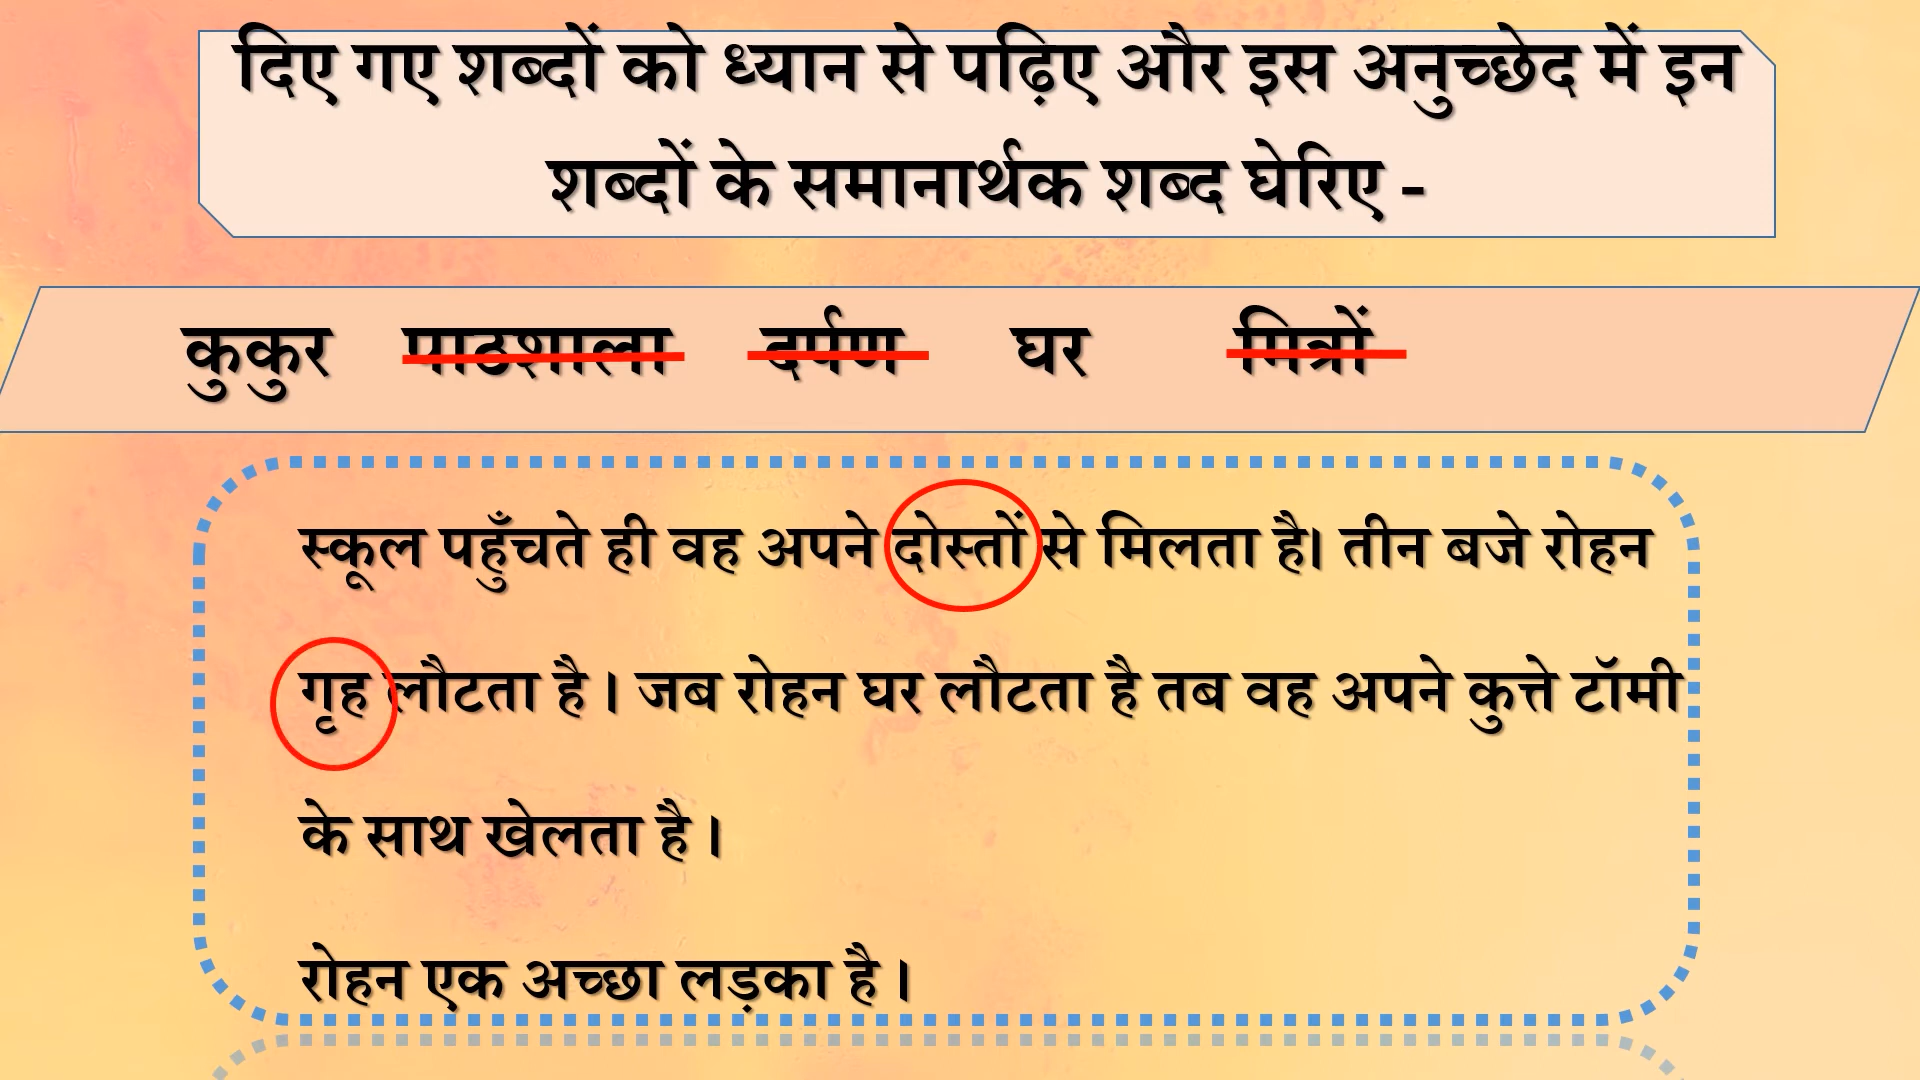 दिए गए शब्दों को ध्यान से पढ़िए और इस अनुच्छेद में इन
शब्दों के समानार्थक शब्द घेरिए -
कुकुर पाठशाला दर्पण घर मित्रों
स्कूल पहुँचते ही वह अपने दोस्तों से मिलता है। तीन बजे रोहन
गृह लौटता है । जब रोहन घर लौटता है तब वह अपने कुत्ते टॉमी
के साथ खेलता है ।
रोहन एक अच्छा लड़का है ।